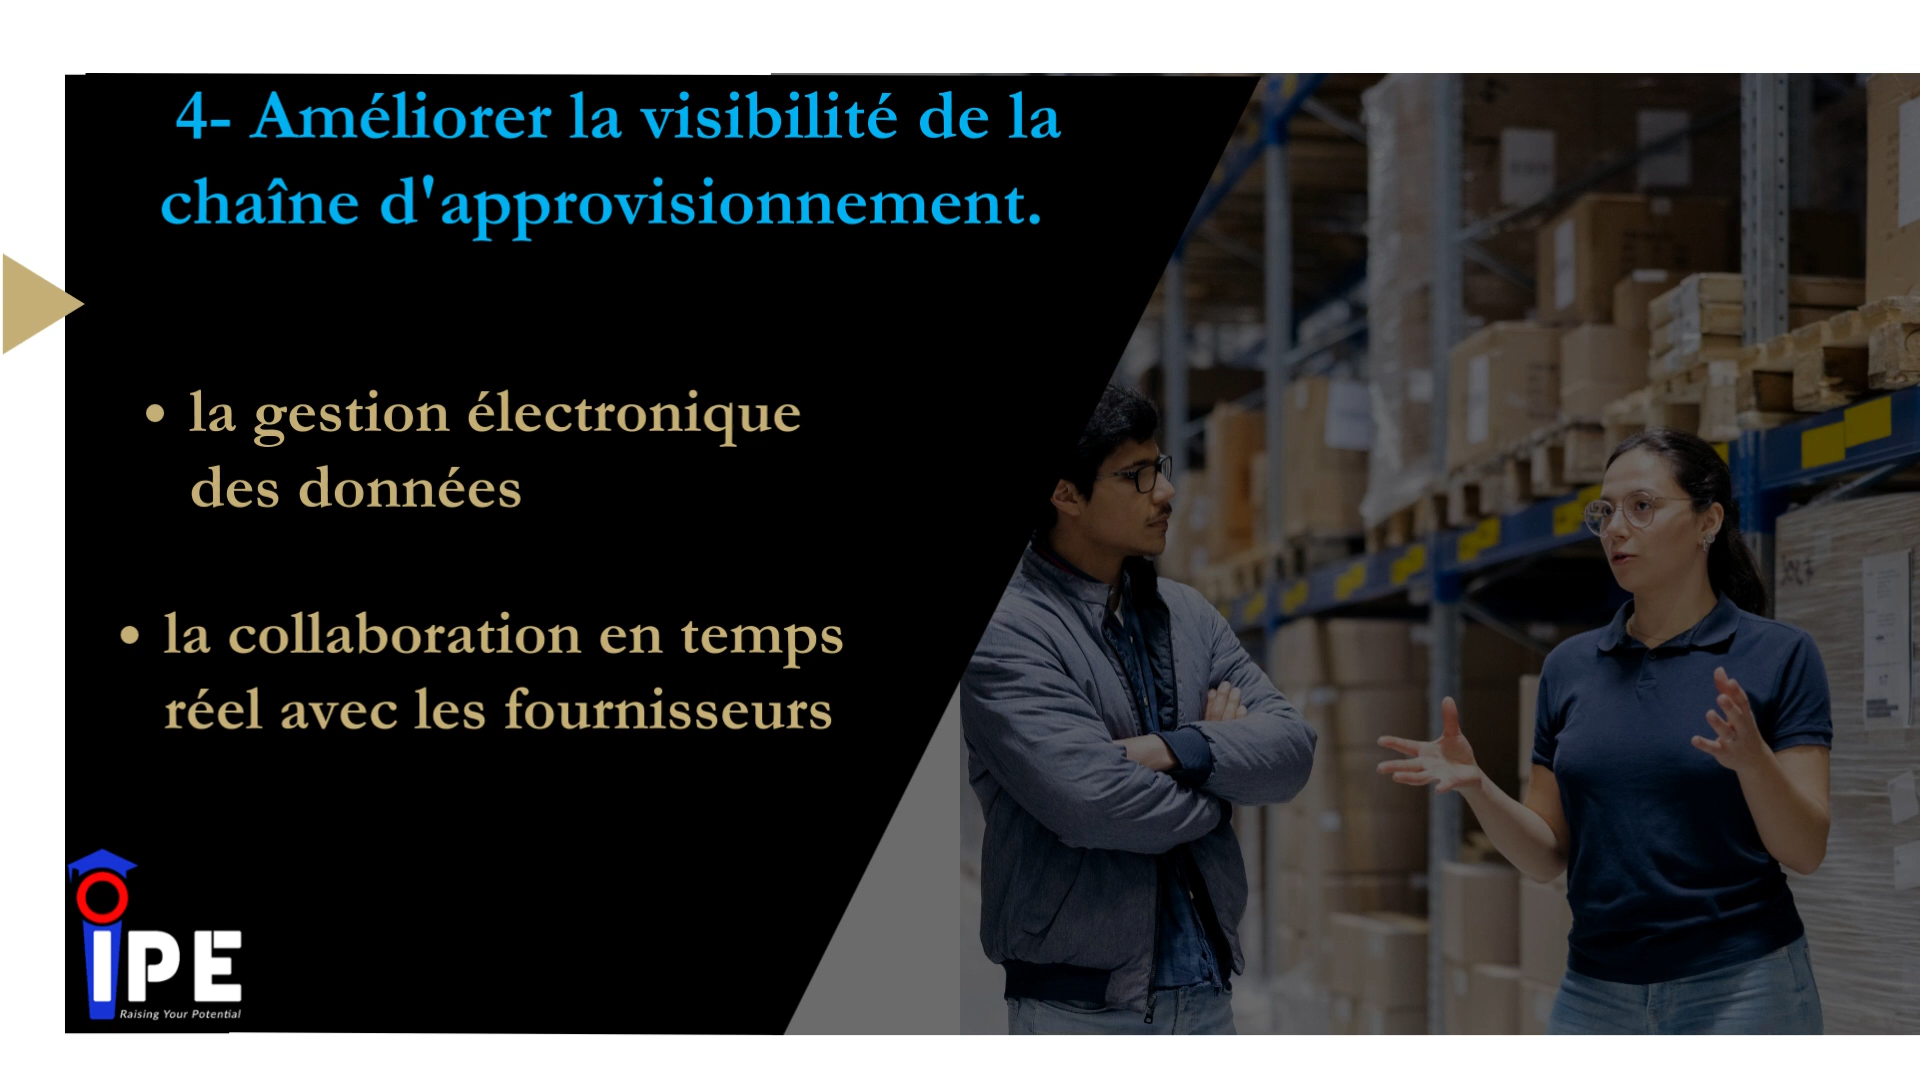 4- Améliorer la visibilité de la
chaîne d'approvisionnement.
• la gestion électronique
des données
• la collaboration en temps
réel avec les fournisseurs
IPE
Raising Your Potential